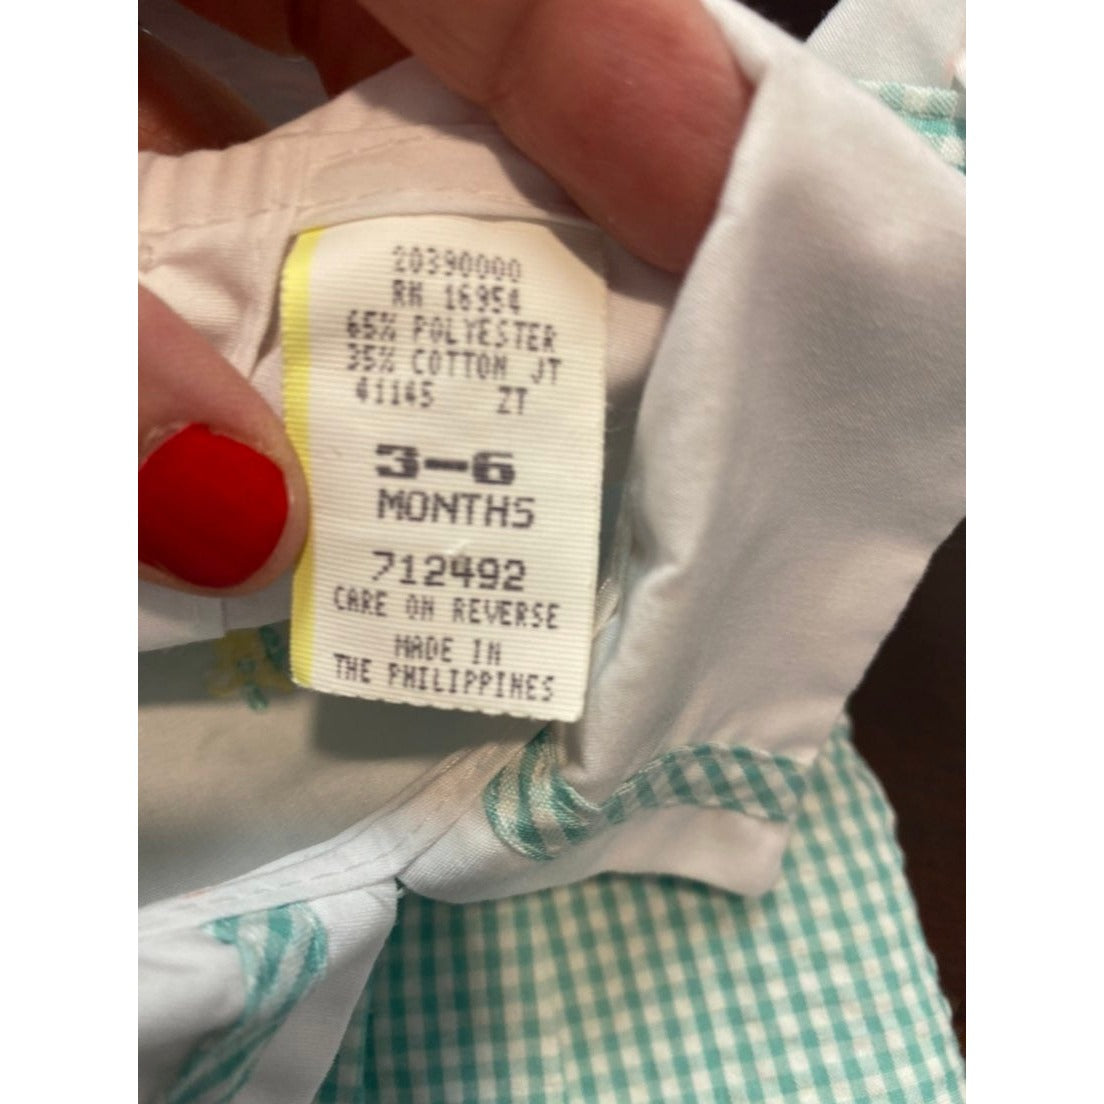 20390000
RN 16954
65% POLYESTER
35% COTTON JT
41145 ZT
3-6
MONTHS
712492
CARE ON REVERSE
MADE IN
THE PHILIPPINES